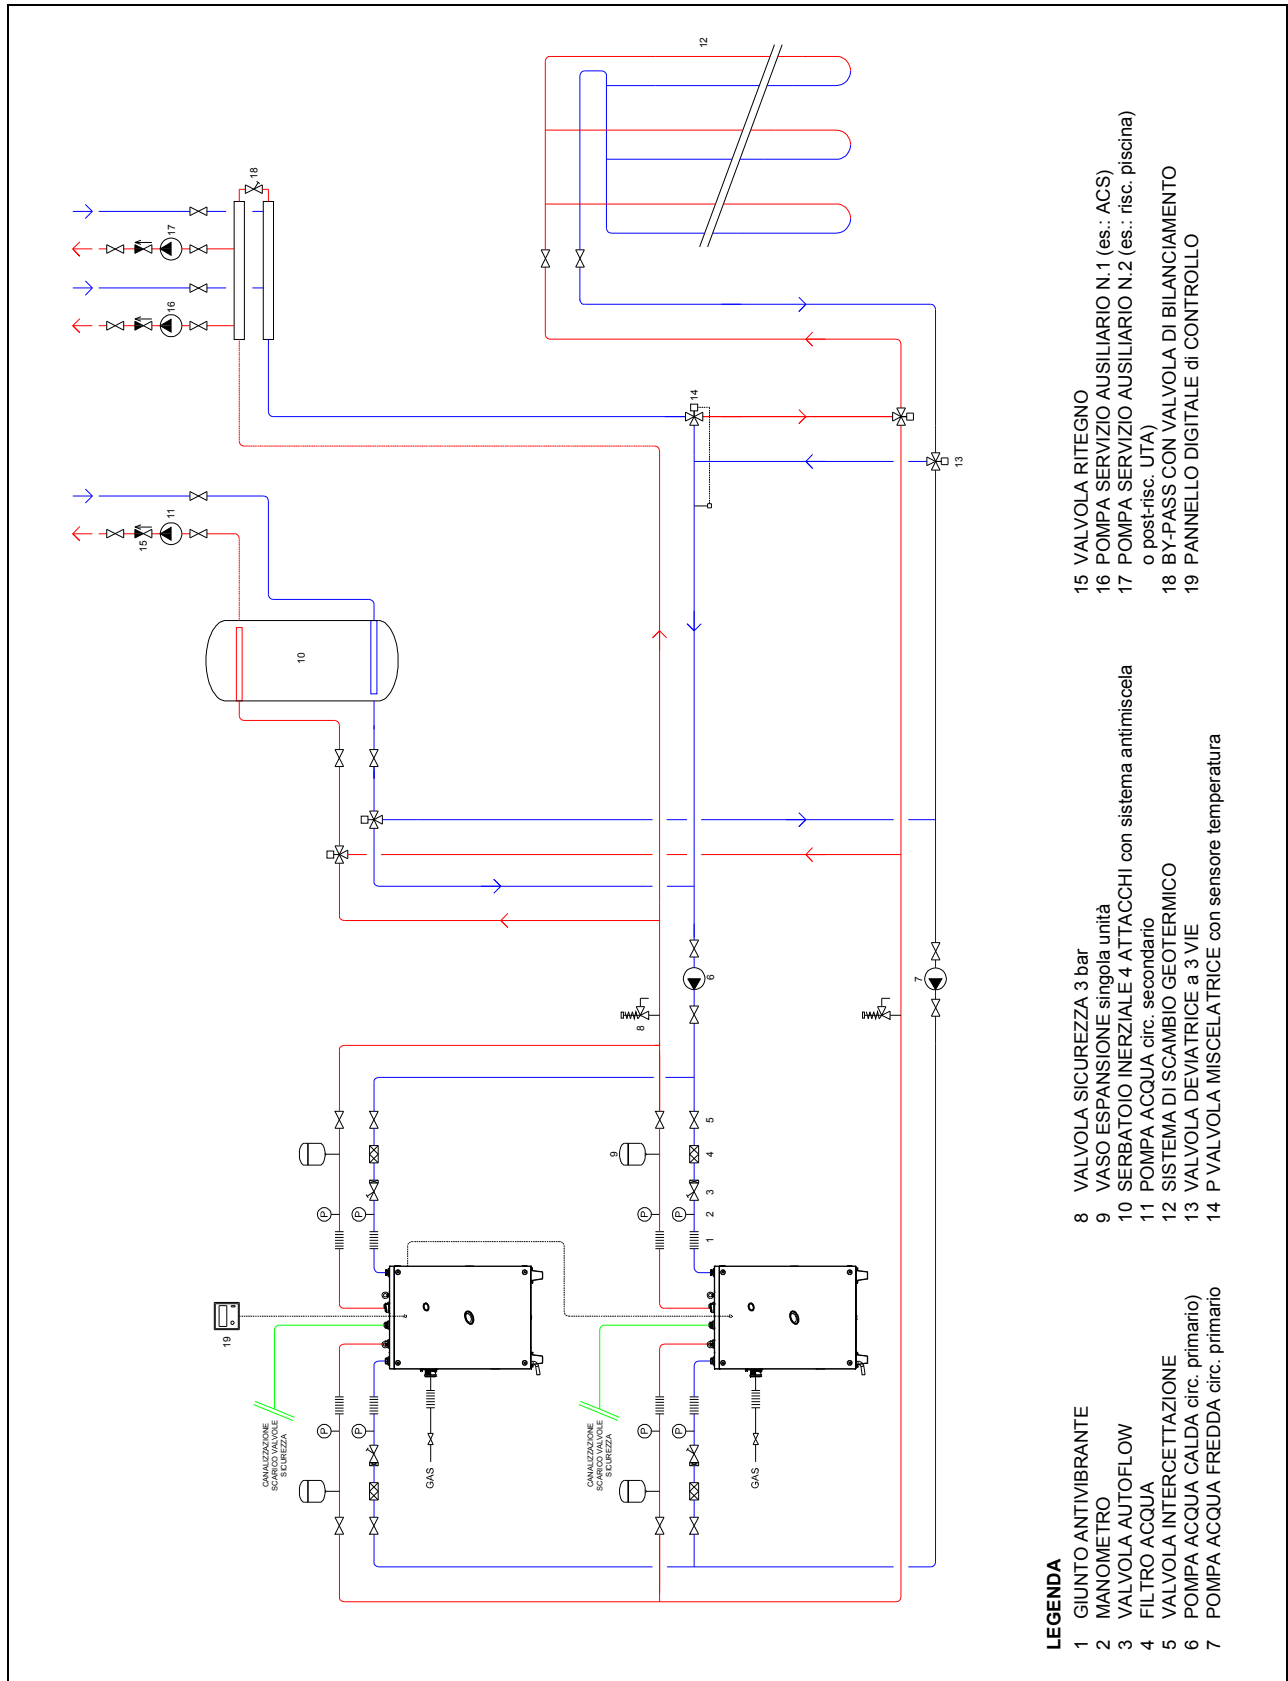 LEGENDA
1 GIUNTO ANTIVIBRANTE
2 MANOMETRO
3 VALVOLA AUTOFLOW
4 FILTRO ACQUA
5 VALVOLA INTERCETTAZIONE
6 POMPA ACQUA CALDA circ. primario)
7 POMPA ACQUA FREDDA circ. primario
8 VALVOLA SICUREZZA 3 bar
9 VASO ESPANSIONE singola unità
10 SERBATOIO INERZIALE 4 ATTACCHI con sistema antimiscela
11 POMPA ACQUA circ. secondario
12 SISTEMA DI SCAMBIO GEOTERMICO
13 VALVOLA DEVIATRICE a 3 VIE
14 P VALVOLA MISCELATRICE con sensore temperatura
15 VALVOLA RITEGNO
16 POMPA SERVIZIO AUSILIARIO N.1 (es.: ACS)
17 POMPA SERVIZIO AUSILIARIO N.2 (es.: risc. piscina)
o post-risc. UTA)
18 BY-PASS CON VALVOLA DI BILANCIAMENTO
19 PANNELLO DIGITALE di CONTROLLO
CANALIZZAZIONE
SCARICO VALVOLE
SICUREZZA
GAS
P
P
P
P
19
CANALIZZAZIONE
SCARICO VALVOLE
SICUREZZA
GAS
P
P
P
P
1
2
3
4
5
9
8
6
7
10
11
15
16
17
18
12
14
13